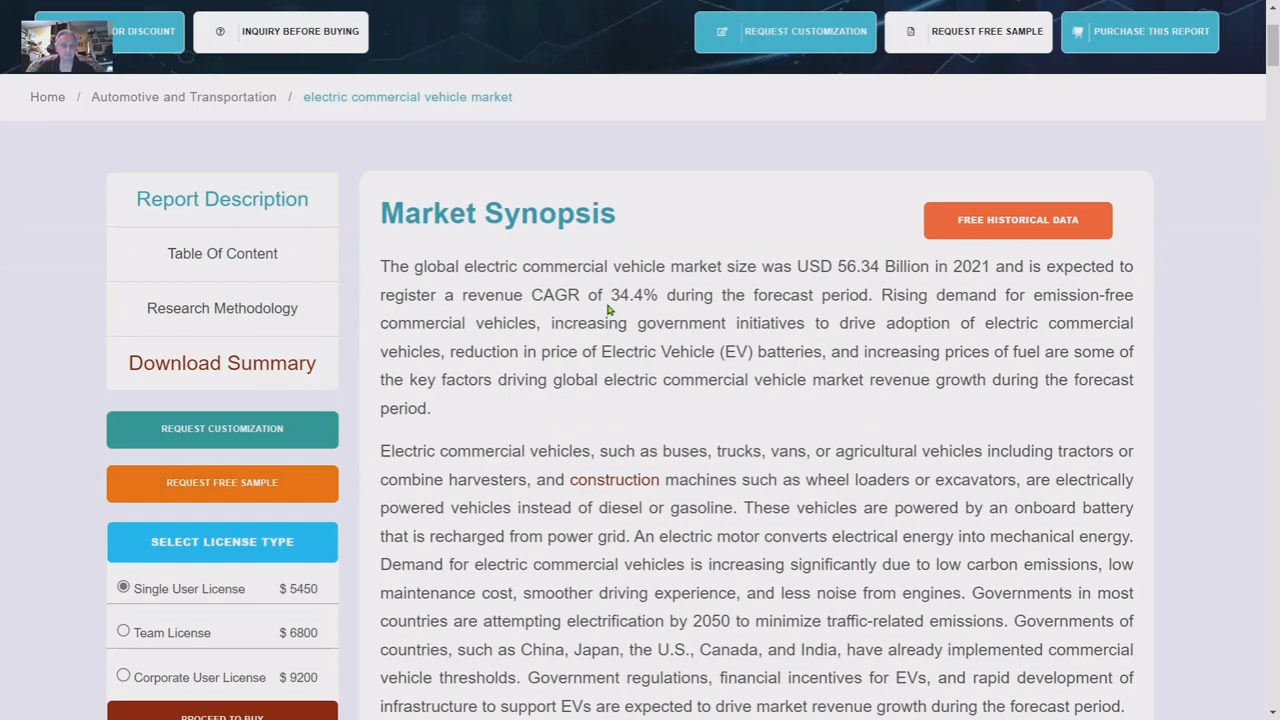 OR DISCOUNT
INQUIRY BEFORE BUYING
REQUEST CUSTOMIZATION
REQUEST FREE SAMPLE
PURCHASE THIS REPORT
Home / Automotive and Transportation / electric commercial vehicle market
Report Description
Table Of Content
Research Methodology
Download Summary
REQUEST CUSTOMIZATION
REQUEST FREE SAMPLE
SELECT LICENSE TYPE
Single User License $ 5450
Team License $ 6800
Corporate User License $ 9200
PROCEED TO BUY
Market Synopsis
FREE HISTORICAL DATA
The global electric commercial vehicle market size was USD 56.34 Billion in 2021 and is expected to
register a revenue CAGR of 34.4% during the forecast period. Rising demand for emission-free
commercial vehicles, increasing government initiatives to drive adoption of electric commercial
vehicles, reduction in price of Electric Vehicle (EV) batteries, and increasing prices of fuel are some of
the key factors driving global electric commercial vehicle market revenue growth during the forecast
period.
Electric commercial vehicles, such as buses, trucks, vans, or agricultural vehicles including tractors or
combine harvesters, and construction machines such as wheel loaders or excavators, are electrically
powered vehicles instead of diesel or gasoline. These vehicles are powered by an onboard battery
that is recharged from power grid. An electric motor converts electrical energy into mechanical energy.
Demand for electric commercial vehicles is increasing significantly due to low carbon emissions, low
maintenance cost, smoother driving experience, and less noise from engines. Governments in most
countries are attempting electrification by 2050 to minimize traffic-related emissions. Governments of
countries, such as China, Japan, the U.S., Canada, and India, have already implemented commercial
vehicle thresholds. Government regulations, financial incentives for EVs, and rapid development of
infrastructure to support EVs are expected to drive market revenue growth during the forecast period.